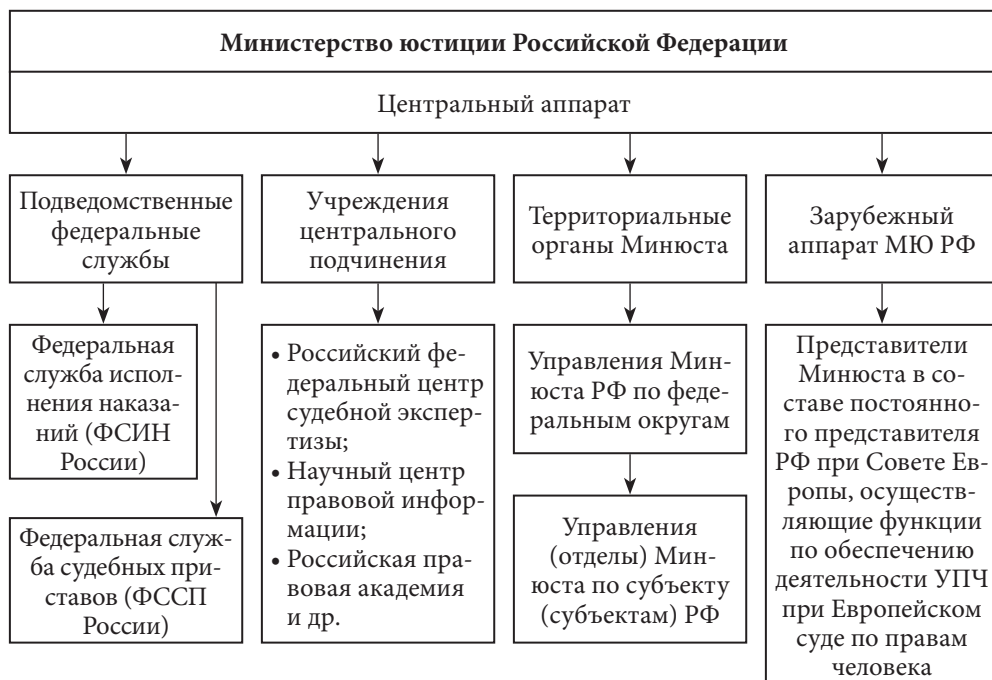 Министерство юстиции Российской Федерации
Центральный аппарат
Подведомственные
федеральные
службы
Учреждения
центрального
подчинения
Территориальные
органы Минюста
Зарубежный
аппарат МЮ РФ
Федеральная
служба испол-
нения наказа-
ний (ФСИН
России)
Федеральная служ-
ба судебных при-
ставов (ФССП
России)
• Российский фе-
деральный центр
судебной экспер-
тизы;
• Научный центр
правовой инфор-
мации;
• Российская пра-
вовая академия
и др.
Управления Мин-
юста РФ по феде-
ральным округам
Управления
(отделы) Мин-
юста по субъекту
(субъектам) РФ
Представители
Минюста в со-
ставе постоянно-
го представителя
РФ при Совете Ев-
ропы, осуществ-
ляющие функции
по обеспечению
деятельности УПЧ
при Европейском
суде по правам
человека